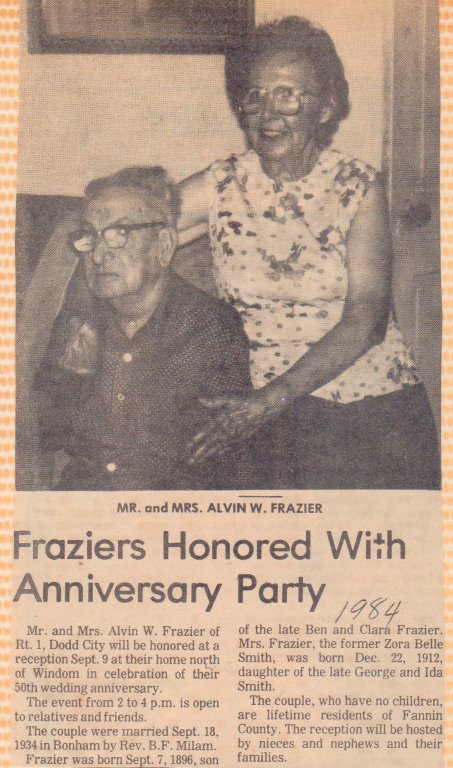 MR. and MRS. ALVIN W. FRAZIER
Fraziers Honored With
Anniversary Party
1984
Mr. and Mrs. Alvin W. Frazier of
Rt. 1, Dodd City will be honored at a
reception Sept. 9 at their home north
of Windom in celebration of their
50th wedding anniversary.
The event from 2 to 4 p.m. is open
to relatives and friends.
The couple were married Sept. 18,
1934 in Bonham by Rev. B.F. Milam.
Frazier was born Sept. 7, 1896, son
of the late Ben and Clara Frazier.
Mrs. Frazier, the former Zora Belle
Smith, was born Dec. 22, 1912,
daughter of the late George and Ida
Smith.
The couple, who have no children,
are lifetime residents of Fannin
County. The reception will be hosted
by nieces and nephews and their
families.